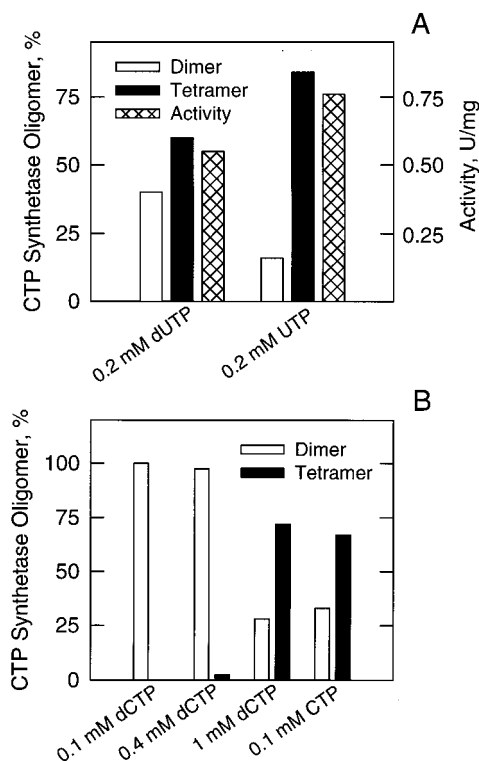 A
CTP Synthetase Oligomer, %
75
50
25
0
Dimer
Tetramer
Activity
0.75
0.50
0.25
Activity, U/mg
0.2 mM dUTP
0.2 mM UTP
B
CTP Synthetase Oligomer, %
100
75
50
25
0
Dimer
Tetramer
0.1 mM dCTP
0.4 mM dCTP
1 mM dCTP
0.1 mM CTP